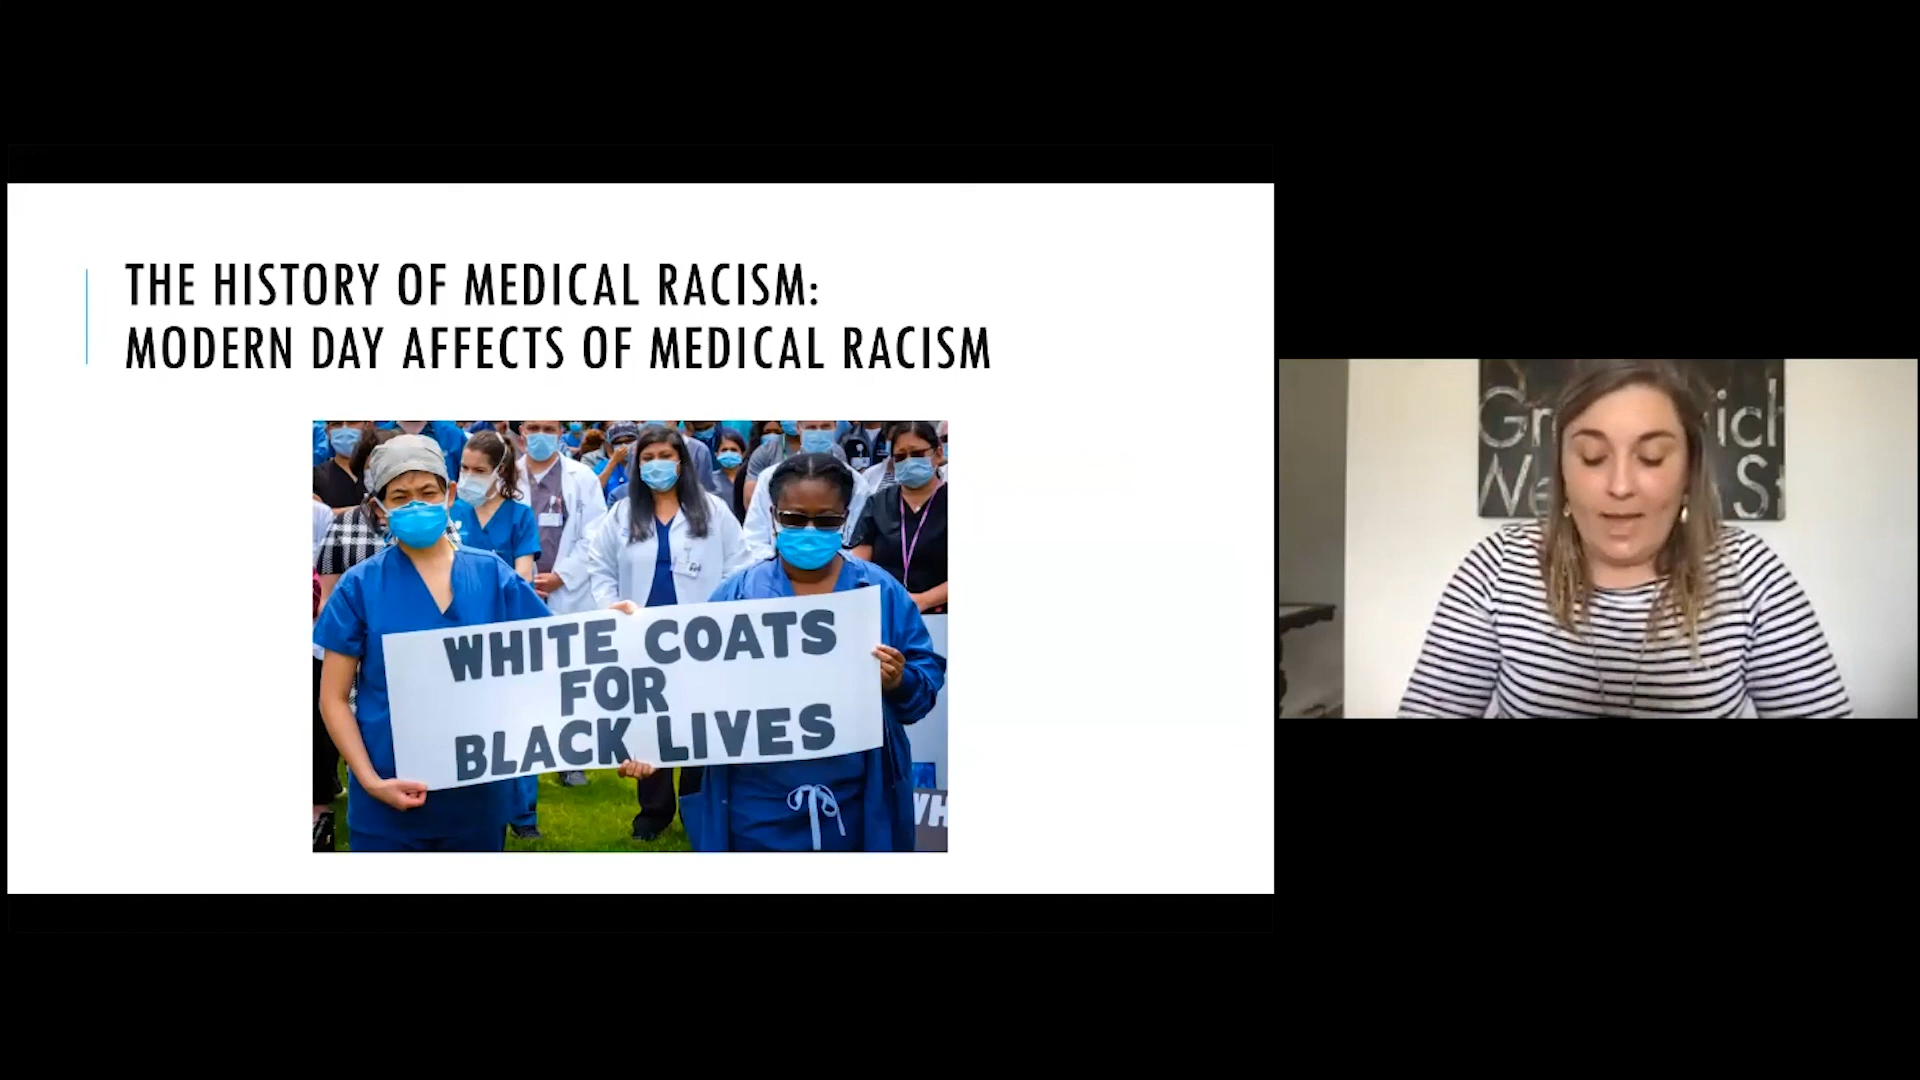 THE HISTORY OF MEDICAL RACISM:
MODERN DAY AFFECTS OF MEDICAL RACISM
WHITE COATS
FOR
BLACK LIVES